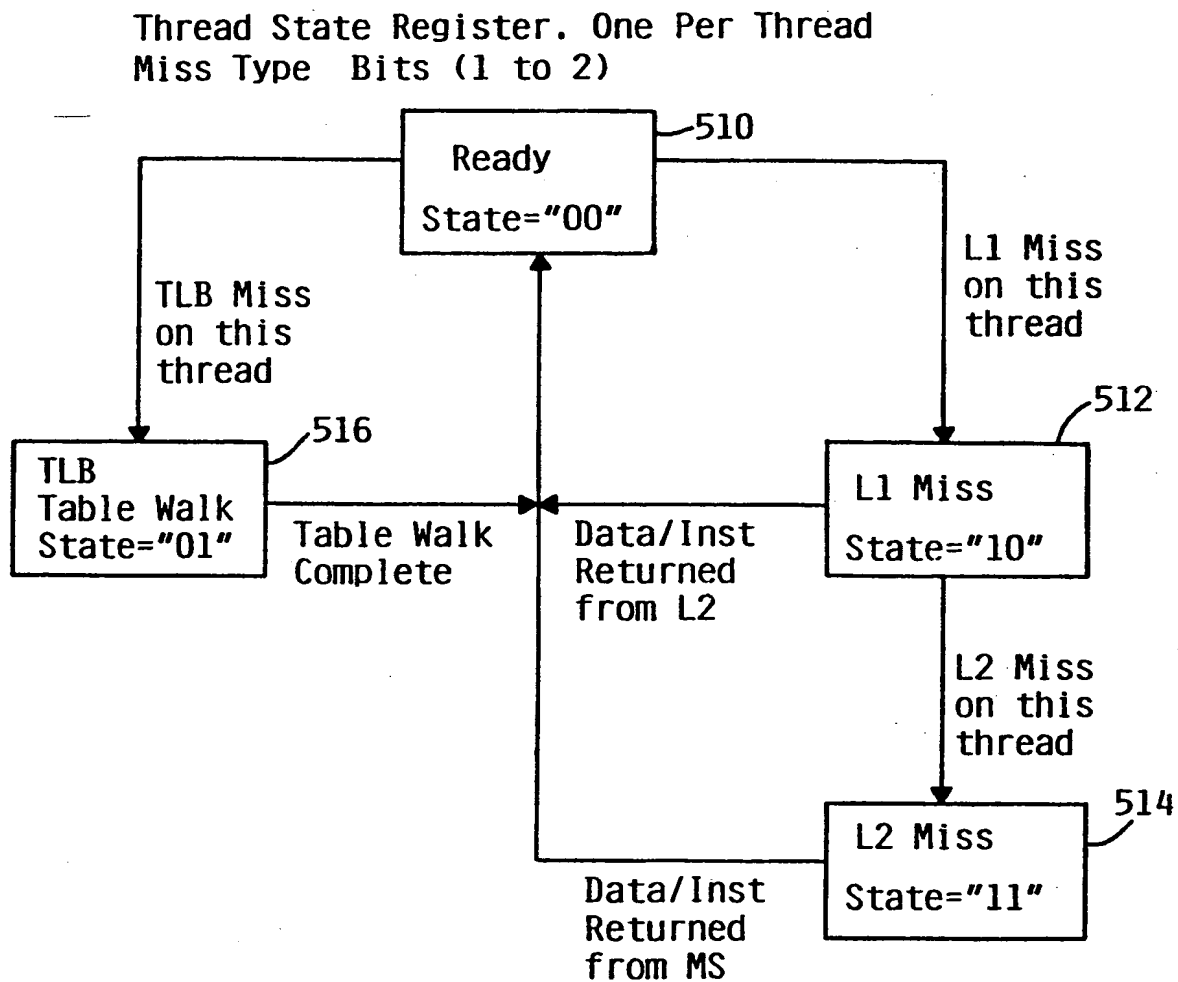 Thread State Register. One Per Thread
Miss Type Bits (1 to 2)
510
Ready
State="00"
TLB Miss
on this
thread
L1 Miss
on this
thread
516
512
TLB
Table Walk
State="01"
Table Walk
Complete
Data/Inst
Returned
from L2
L1 Miss
State="10"
L2 Miss
on this
thread
514
L2 Miss
State="11"
Data/Inst
Returned
from MS